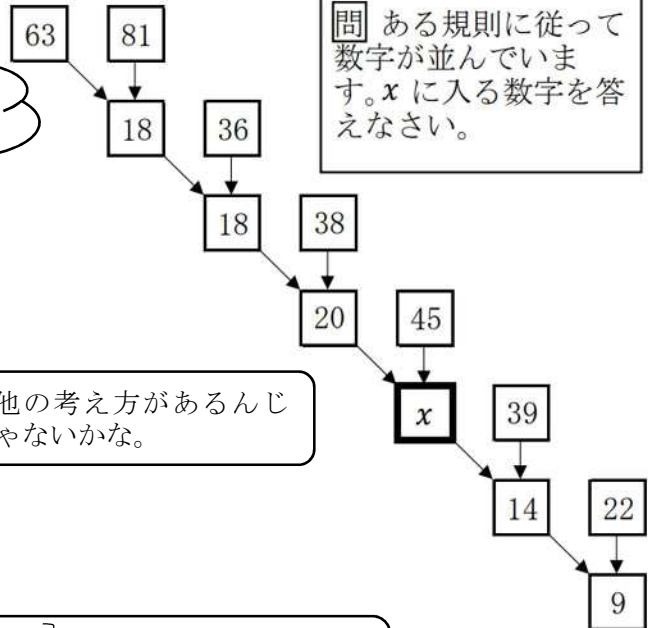 63
81
問 ある規則に従って
数字が並んでいま
す。x に入る数字を答
えなさい。
18
36
18
38
20
45
他の考え方があるんじ
ゃないかな。
x
39
14
22
9